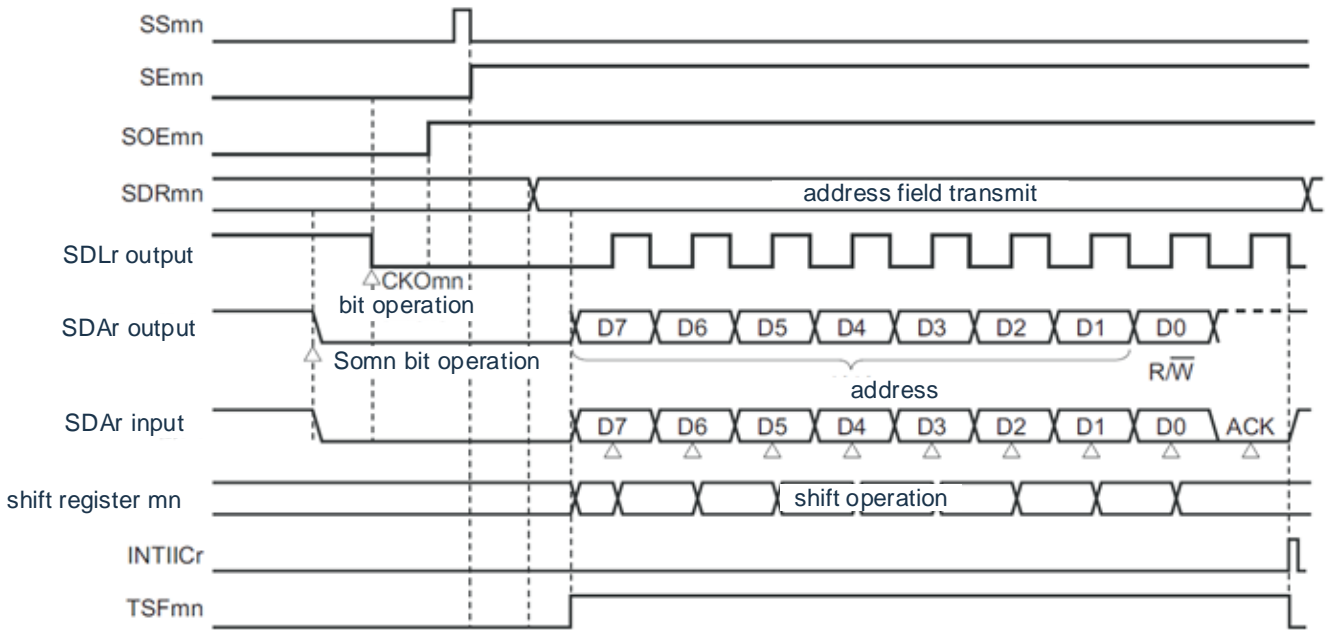 SSmn
SEmn
SOEmn
SDRmn address field transmit
SDLr output
CKOmn
bit operation
SDAr output D7 D6 D5 D4 D3 D2 D1 D0
Somn bit operation R/W̅
address
SDAr input D7 D6 D5 D4 D3 D2 D1 D0 ACK
shift register mn shift operation
INTIICr
TSFmn